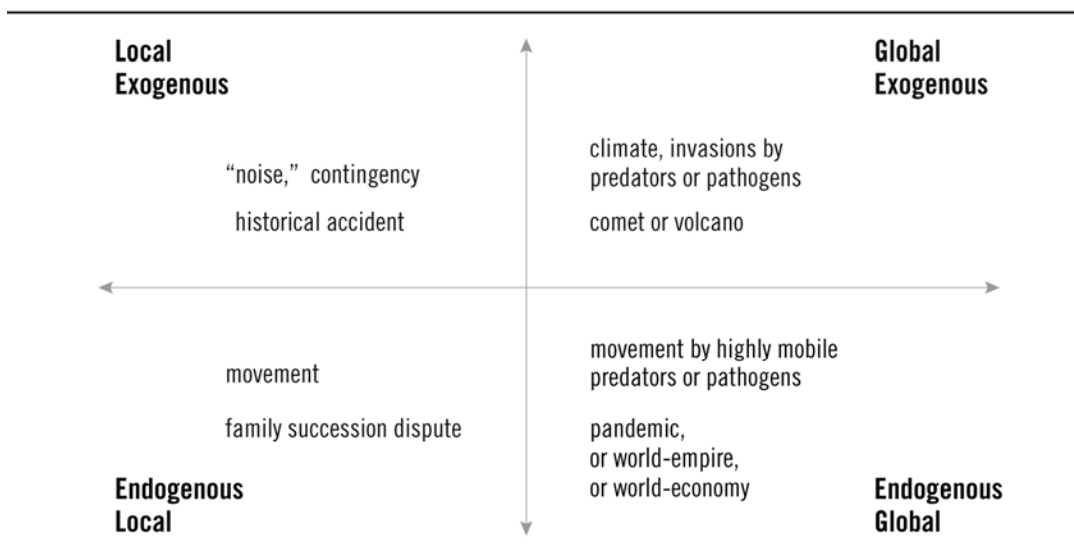 Local
Exogenous
Global
Exogenous
“noise,” contingency
historical accident
climate, invasions by
predators or pathogens
comet or volcano
movement
family succession dispute
movement by highly mobile
predators or pathogens
pandemic,
or world-empire,
or world-economy
Endogenous
Local
Endogenous
Global